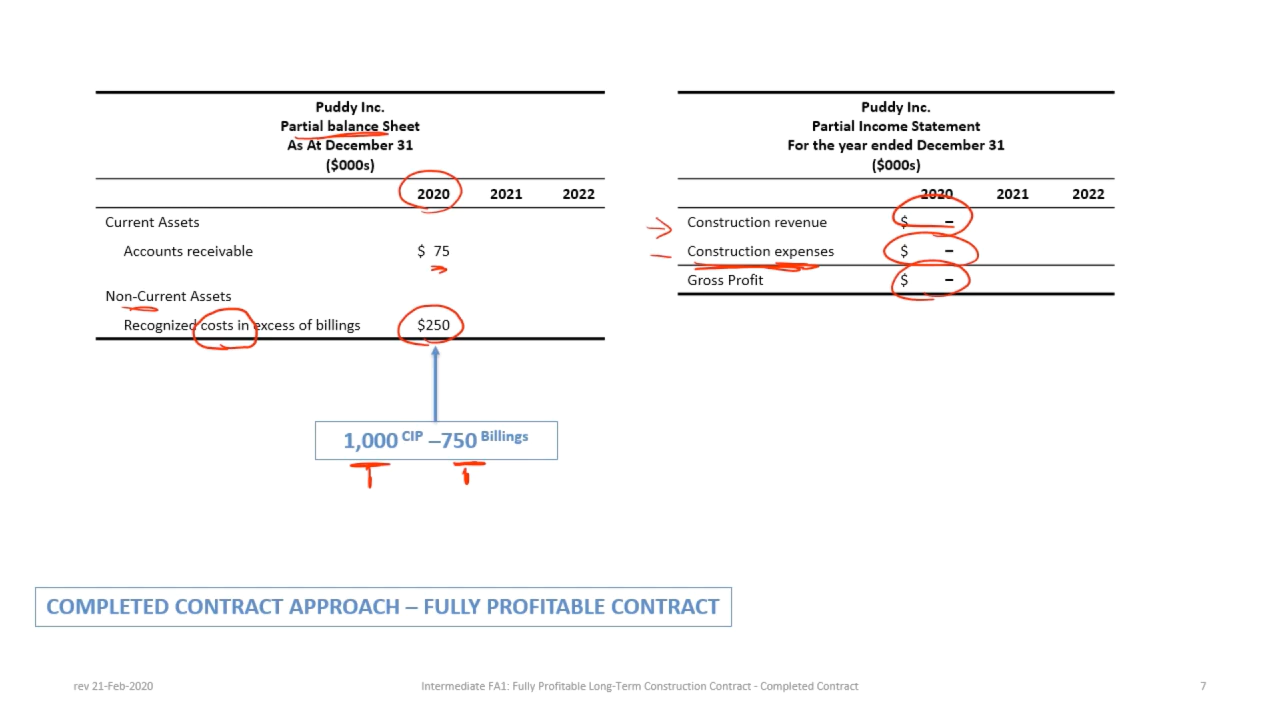 Puddy Inc.
Partial balance Sheet
As At December 31
($000s)
2020 2021 2022
Current Assets
Accounts receivable $ 75
Non-Current Assets
Recognized costs in excess of billings $250
1,000 CIP –750 Billings
Puddy Inc.
Partial Income Statement
For the year ended December 31
($000s)
2020 2021 2022
Construction revenue $ –
Construction expenses $ –
Gross Profit $ –
COMPLETED CONTRACT APPROACH – FULLY PROFITABLE CONTRACT
rev 21-Feb-2020
Intermediate FA1: Fully Profitable Long-Term Construction Contract - Completed Contract
7